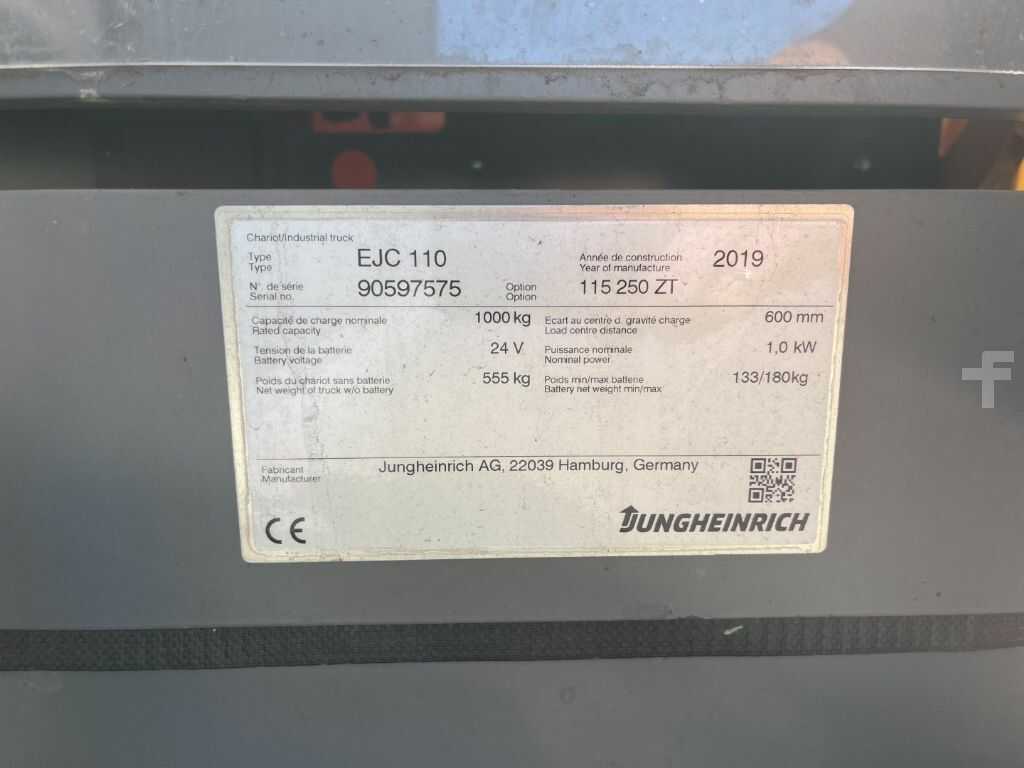 Chariot/Industrial truck
Type EJC 110 Année de construction 2019
Type Year of manufacture
N°. de série 90597575 Option 115 250 ZT
Serial no. Option
Capacité de charge nominale 1000 kg Ecart au centre d. gravité charge 600 mm
Rated capacity Load centre distance
Tension de la batterie 24 V Puissance nominale 1,0 kW
Battery voltage Nominal power
Poids du chariot sans batterie 555 kg Poids min/max batterie 133/180kg
Net weight of truck w/o battery Battery net weight min/max
Fabricant Jungheinrich AG, 22039 Hamburg, Germany
Manufacturer
CE JUNGHEINRICH
f